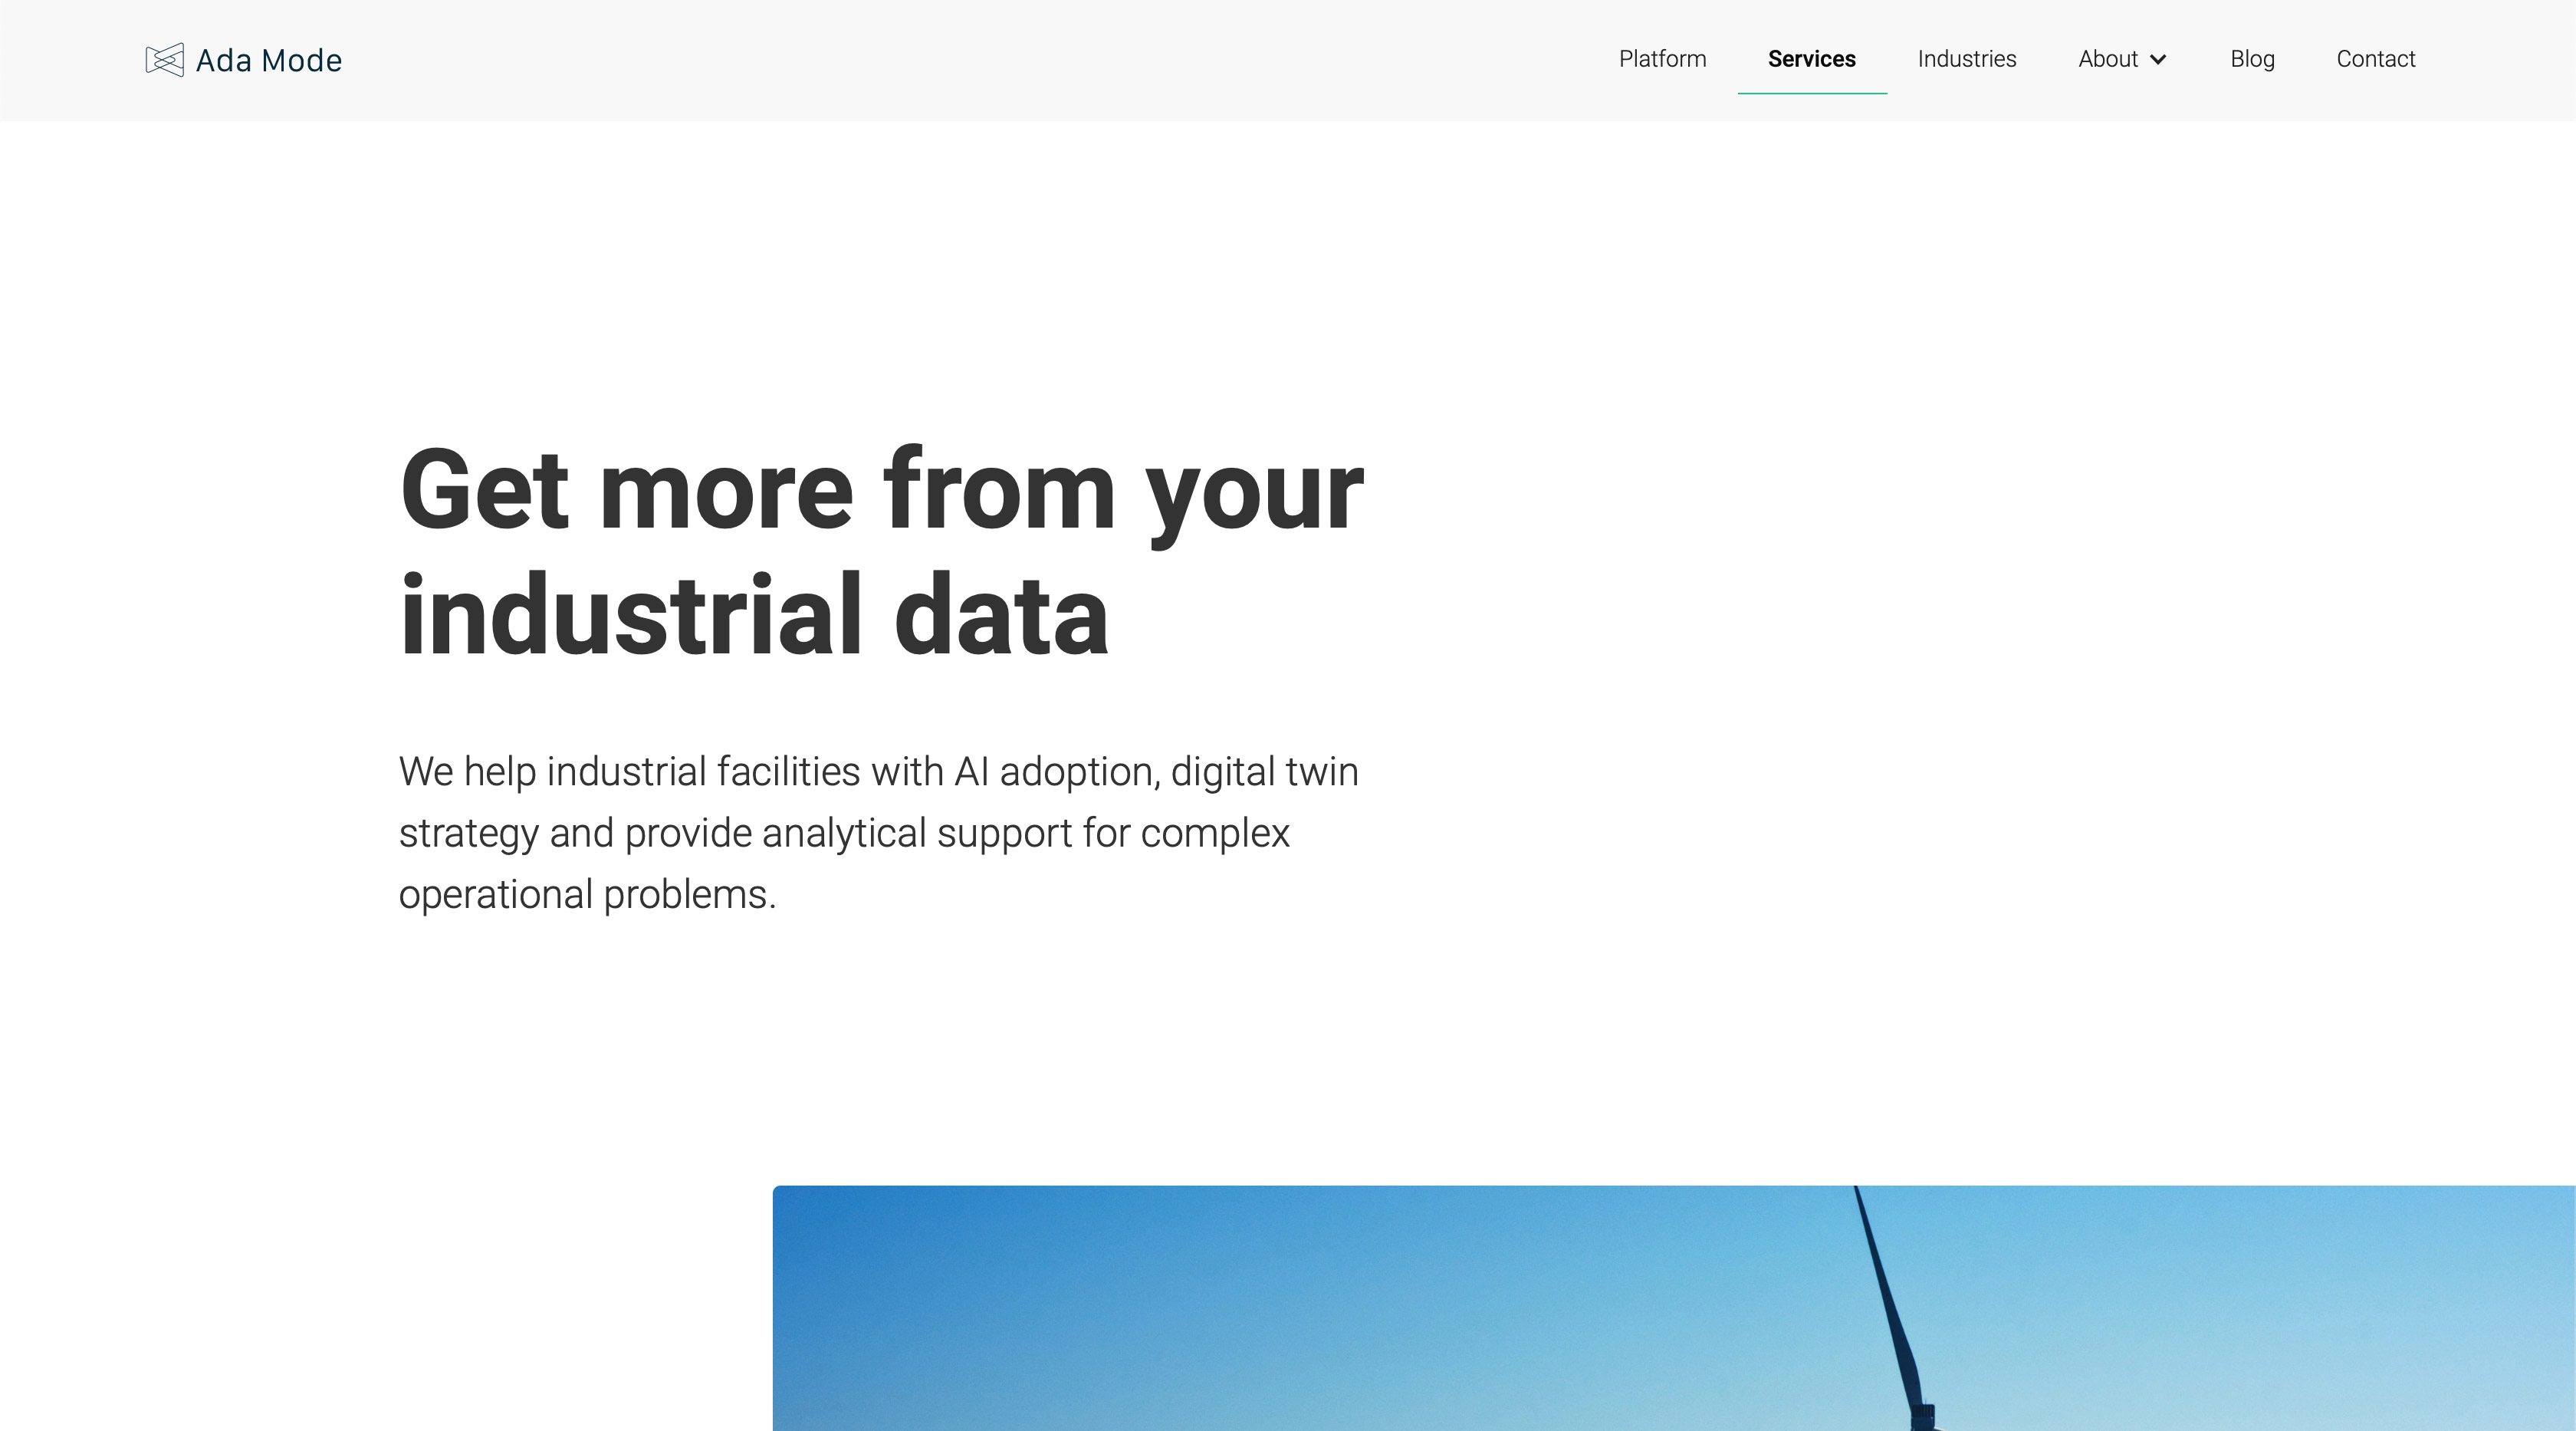 Ada Mode
Platform Services Industries About Blog Contact
Get more from your
industrial data
We help industrial facilities with AI adoption, digital twin
strategy and provide analytical support for complex
operational problems.